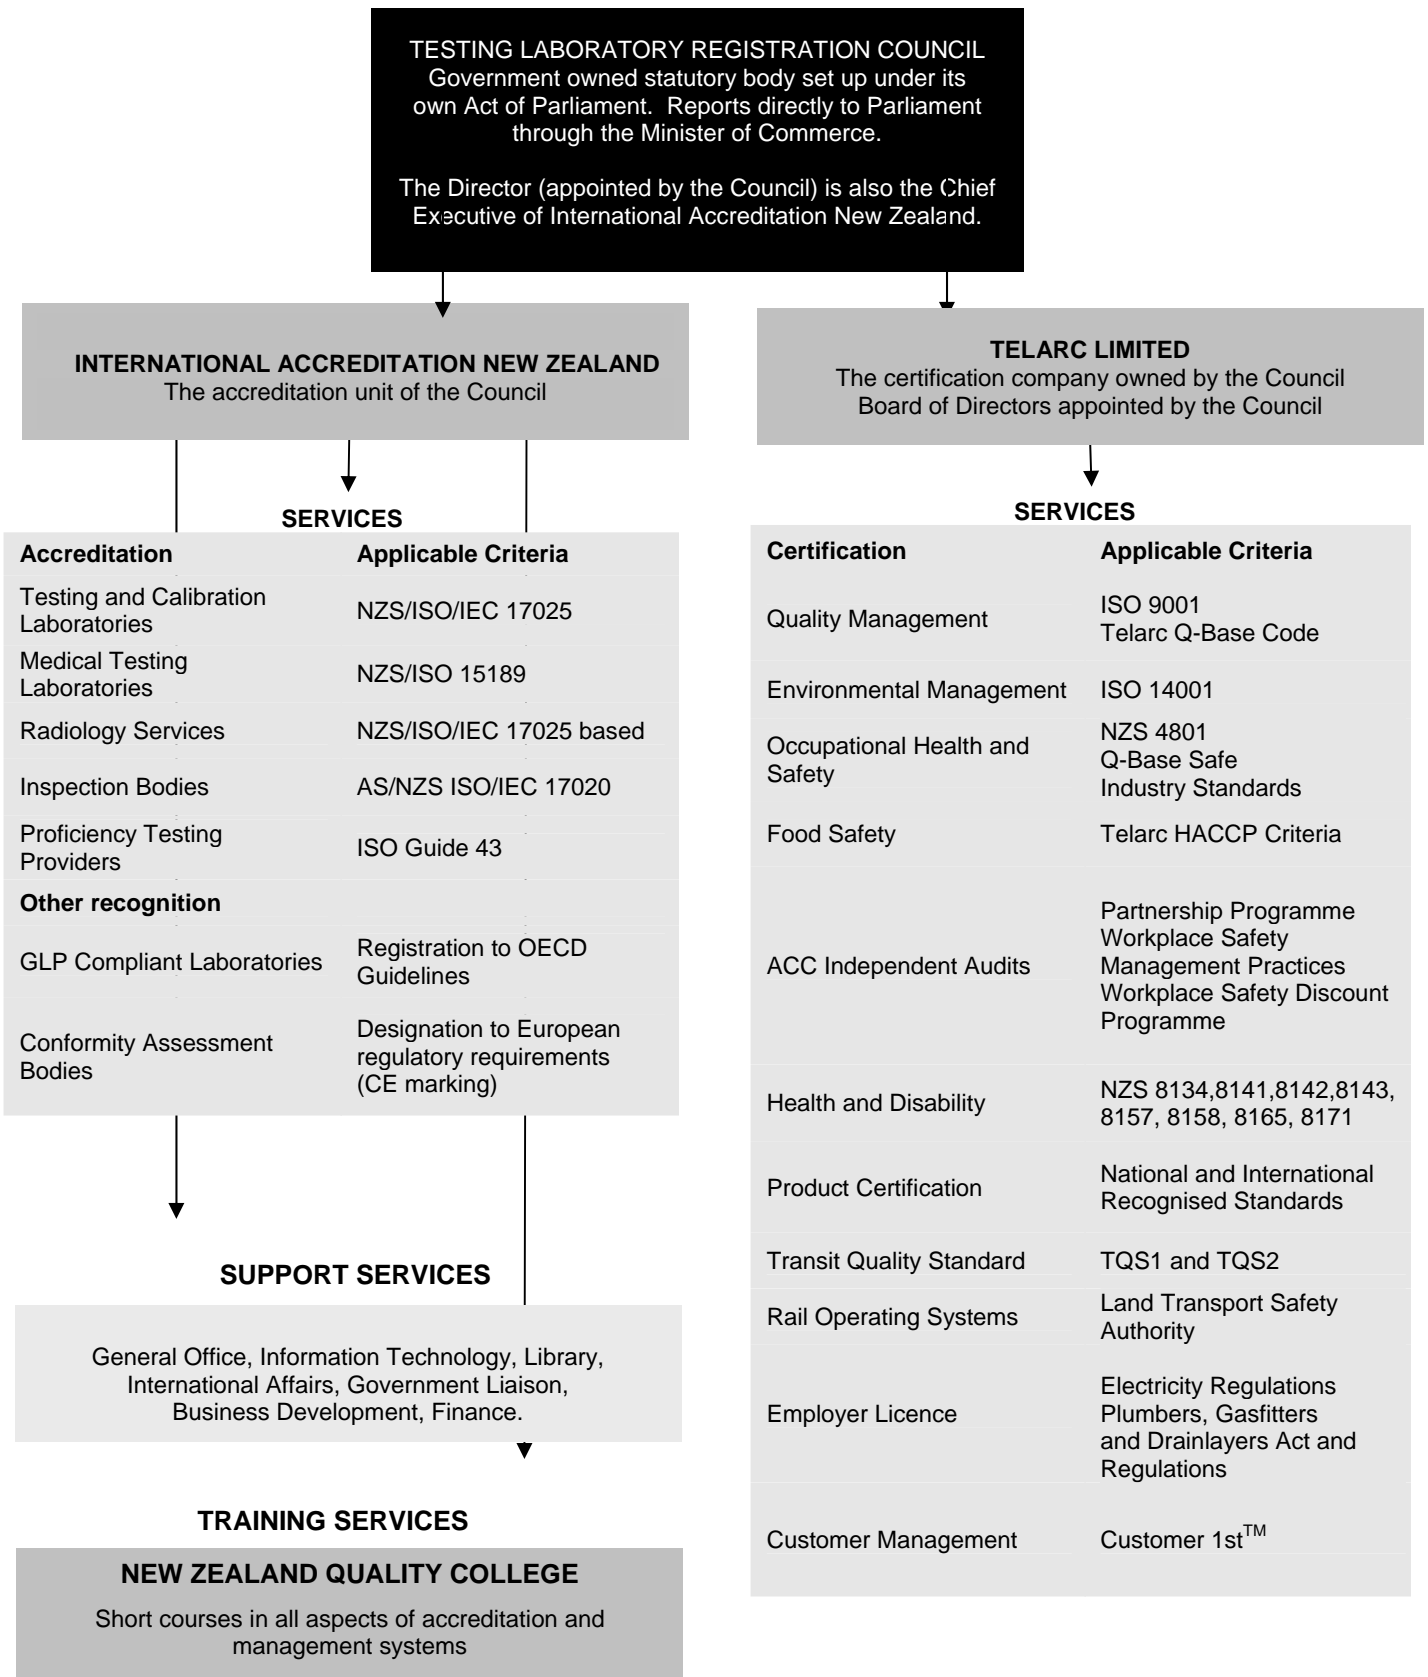 TESTING LABORATORY REGISTRATION COUNCIL
Government owned statutory body set up under its
own Act of Parliament.  Reports directly to Parliament
through the Minister of Commerce.
The Director (appointed by the Council) is also the Chief
Executive of International Accreditation New Zealand.
INTERNATIONAL ACCREDITATION NEW ZEALAND
The accreditation unit of the Council
SERVICES
Accreditation Applicable Criteria
Testing and Calibration
Laboratories
NZS/ISO/IEC 17025
Medical Testing
Laboratories
NZS/ISO 15189
Radiology Services NZS/ISO/IEC 17025 based
Inspection Bodies AS/NZS ISO/IEC 17020
Proficiency Testing
Providers
ISO Guide 43
Other recognition
GLP Compliant Laboratories
Registration to OECD
Guidelines
Conformity Assessment
Bodies
Designation to European
regulatory requirements
(CE marking)
SUPPORT SERVICES
General Office, Information Technology, Library,
International Affairs, Government Liaison,
Business Development, Finance.
TRAINING SERVICES
NEW ZEALAND QUALITY COLLEGE
Short courses in all aspects of accreditation and
management systems
TELARC LIMITED
The certification company owned by the Council
Board of Directors appointed by the Council
SERVICES
Certification Applicable Criteria
Quality Management
ISO 9001
Telarc Q-Base Code
Environmental Management ISO 14001
Occupational Health and
Safety
NZS 4801
Q-Base Safe
Industry Standards
Food Safety Telarc HACCP Criteria
ACC Independent Audits
Partnership Programme
Workplace Safety
Management Practices
Workplace Safety Discount
Programme
Health and Disability
NZS 8134,8141,8142,8143,
8157, 8158, 8165, 8171
Product Certification
National and International
Recognised Standards
Transit Quality Standard TQS1 and TQS2
Rail Operating Systems
Land Transport Safety
Authority
Employer Licence
Electricity Regulations
Plumbers, Gasfitters
and Drainlayers Act and
Regulations
Customer Management Customer 1stTM